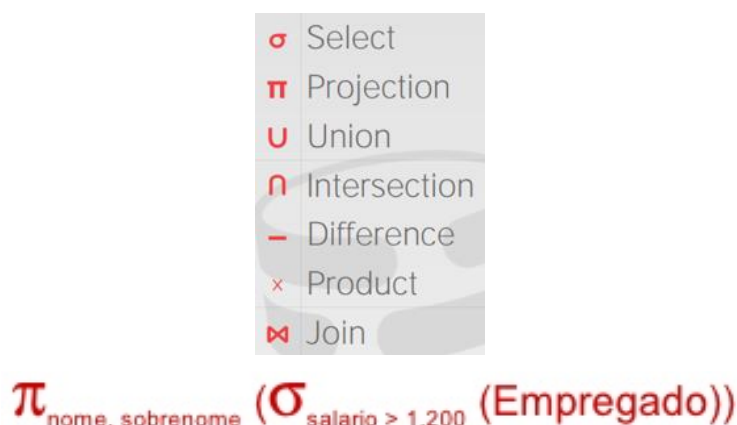 σ Select
π Projection
∪ Union
∩ Intersection
− Difference
× Product
⋈ Join
π nome, sobrenome (σ salario > 1.200 (Empregado))